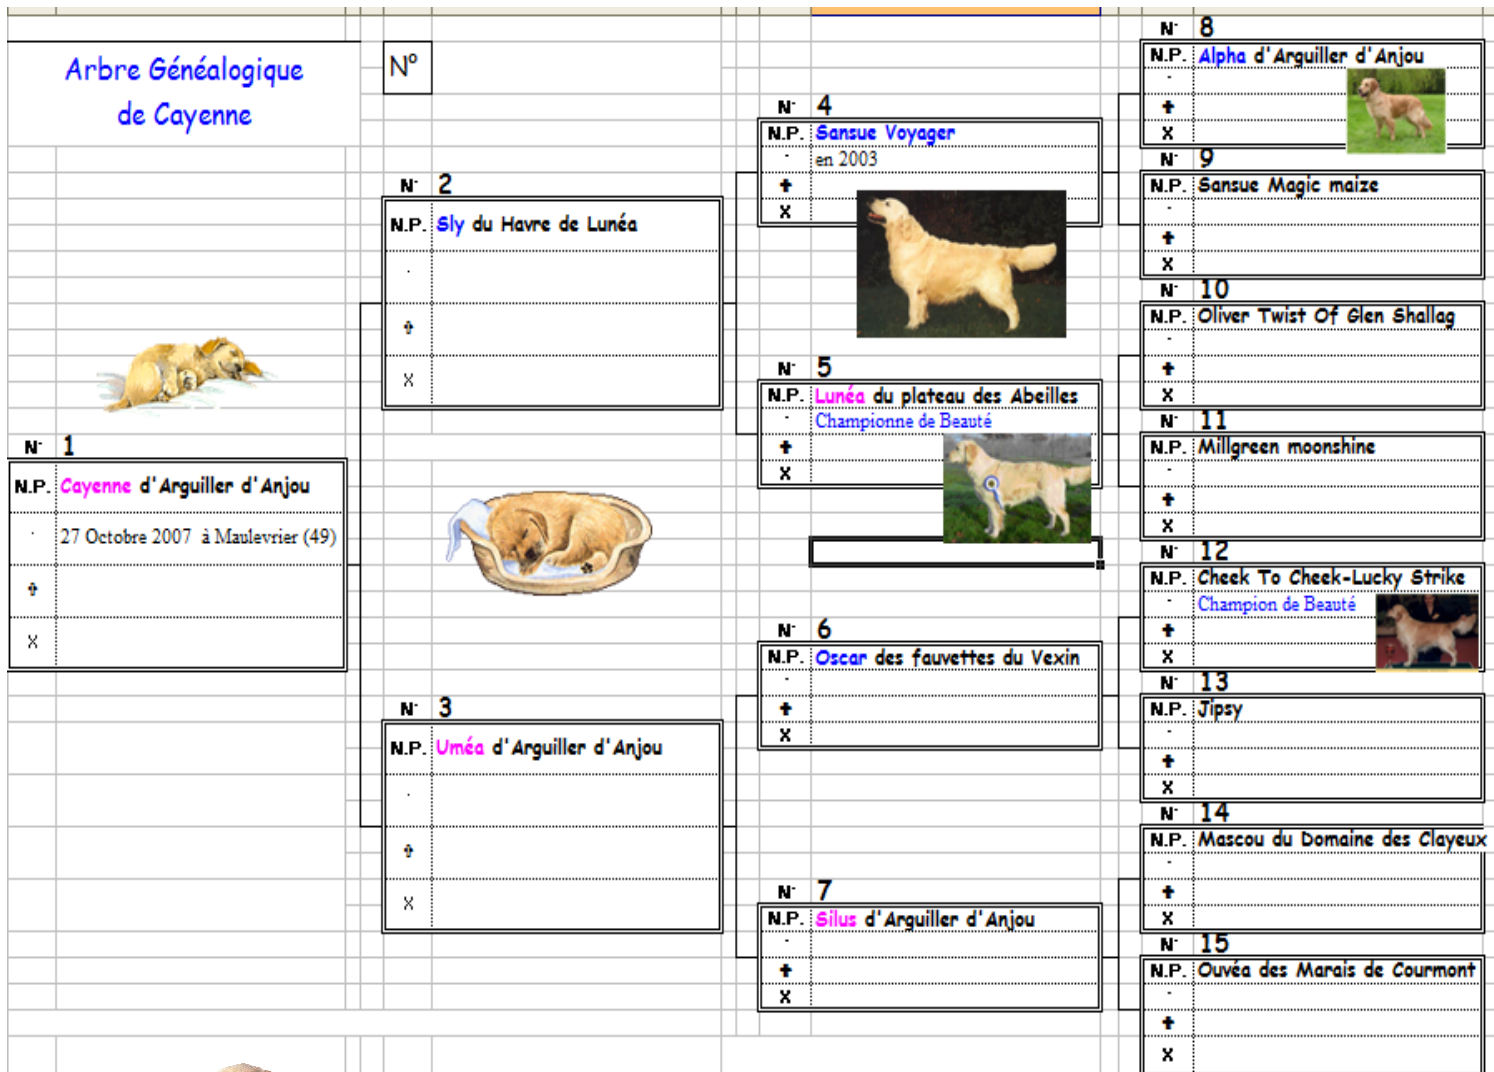 Arbre Généalogique
de Cayenne
N°
N° 1
N.P. Cayenne d'Arguiller d'Anjou
· 27 Octobre 2007 à Maulevrier (49)
✝
X
N° 2
N.P. Sly du Havre de Lunéa
·
✝
X
N° 3
N.P. Uméa d'Arguiller d'Anjou
·
✝
X
N° 4
N.P. Sansue Voyager
· en 2003
✝
X
N° 5
N.P. Lunéa du plateau des Abeilles
· Championne de Beauté
✝
X
N° 6
N.P. Oscar des fauvettes du Vexin
·
✝
X
N° 7
N.P. Silus d'Arguiller d'Anjou
·
✝
X
N° 8
N.P. Alpha d'Arguiller d'Anjou
·
✝
X
N° 9
N.P. Sansue Magic maize
·
✝
X
N° 10
N.P. Oliver Twist Of Glen Shallag
·
✝
X
N° 11
N.P. Millgreen moonshine
·
✝
X
N° 12
N.P. Cheek To Cheek-Lucky Strike
· Champion de Beauté
✝
X
N° 13
N.P. Jipsy
·
✝
X
N° 14
N.P. Mascou du Domaine des Clayeux
·
✝
X
N° 15
N.P. Ouvéa des Marais de Courmont
·
✝
X